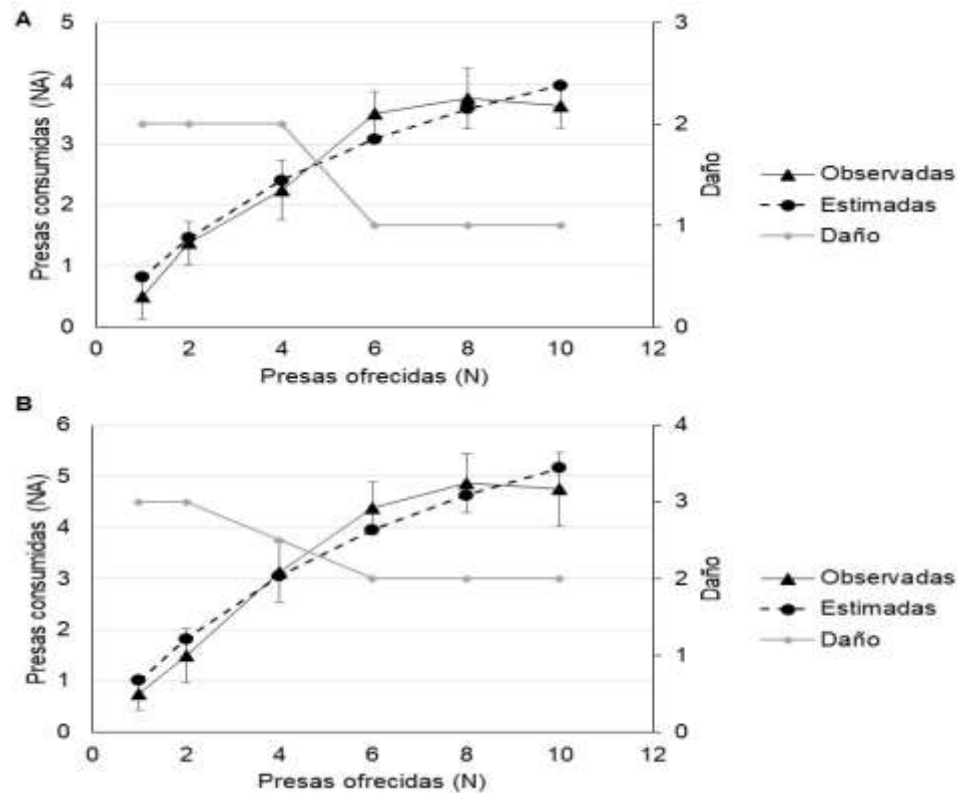 A
Presas consumidas (NA)
5
4
3
2
1
0
3
2
1
0
Daño
0 2 4 6 8 10 12
Presas ofrecidas (N)
Observadas
Estimadas
Daño
B
Presas consumidas (NA)
6
5
4
3
2
1
0
4
3
2
1
0
Daño
0 2 4 6 8 10 12
Presas ofrecidas (N)
Observadas
Estimadas
Daño